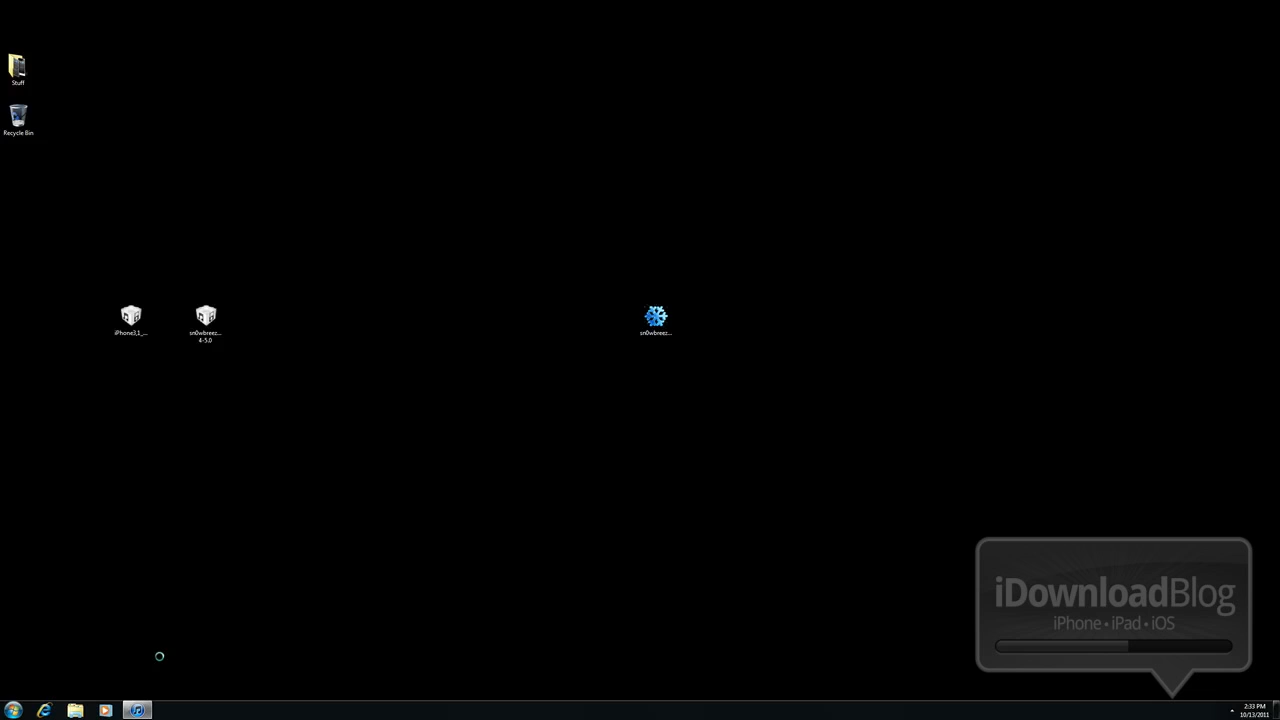 Stuff
Recycle Bin
iPhone3,1_...
sn0wbreez...
4-5.0
sn0wbreez...
iDownloadBlog
iPhone • iPad • iOS
2:33 PM
10/13/2011